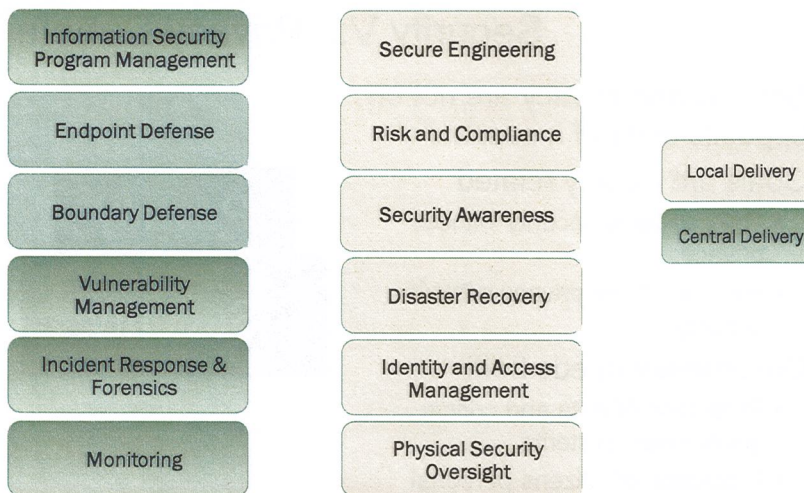 Information Security
Program Management
Endpoint Defense
Boundary Defense
Vulnerability
Management
Incident Response &
Forensics
Monitoring
Secure Engineering
Risk and Compliance
Security Awareness
Disaster Recovery
Identity and Access
Management
Physical Security
Oversight
Local Delivery
Central Delivery